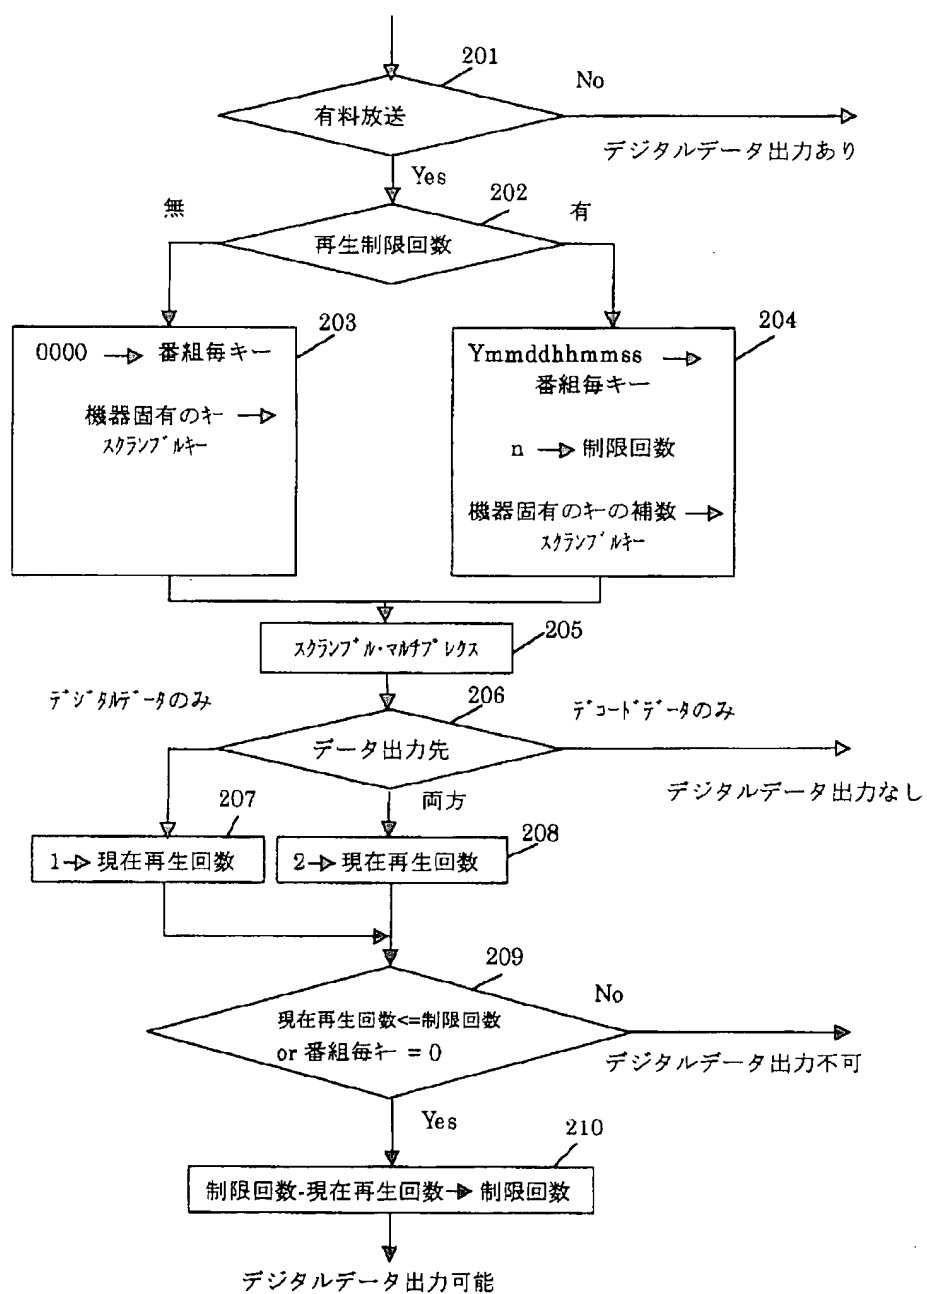 201
No
有料放送
デジタルデータ出力あり
Yes
202
無
有
再生制限回数
203
0000 → 番組毎キー
機器固有のキー →
スクランブルキー
204
Ymmddhhmmss →
番組毎キー
n → 制限回数
機器固有のキーの補数 →
スクランブルキー
スクランブル・マルチプレクス
205
デジタルデータのみ
206
デコードデータのみ
データ出力先
デジタルデータ出力なし
両方
207
1→現在再生回数
208
2→現在再生回数
209
No
現在再生回数<=制限回数
or 番組毎キー = 0
デジタルデータ出力不可
Yes
210
制限回数-現在再生回数→ 制限回数
デジタルデータ出力可能